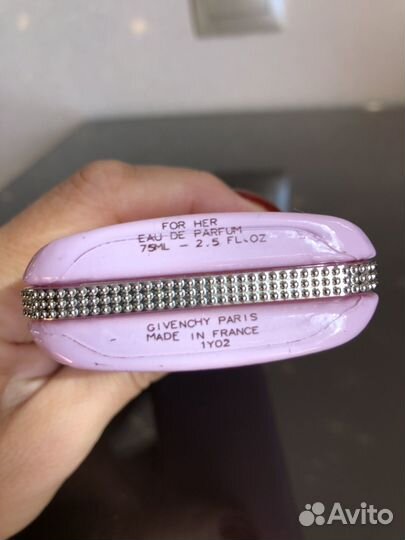 FOR HER
EAU DE PARFUM
75ML - 2.5 FL.OZ
GIVENCHY PARIS
MADE IN FRANCE
1Y02
Avito